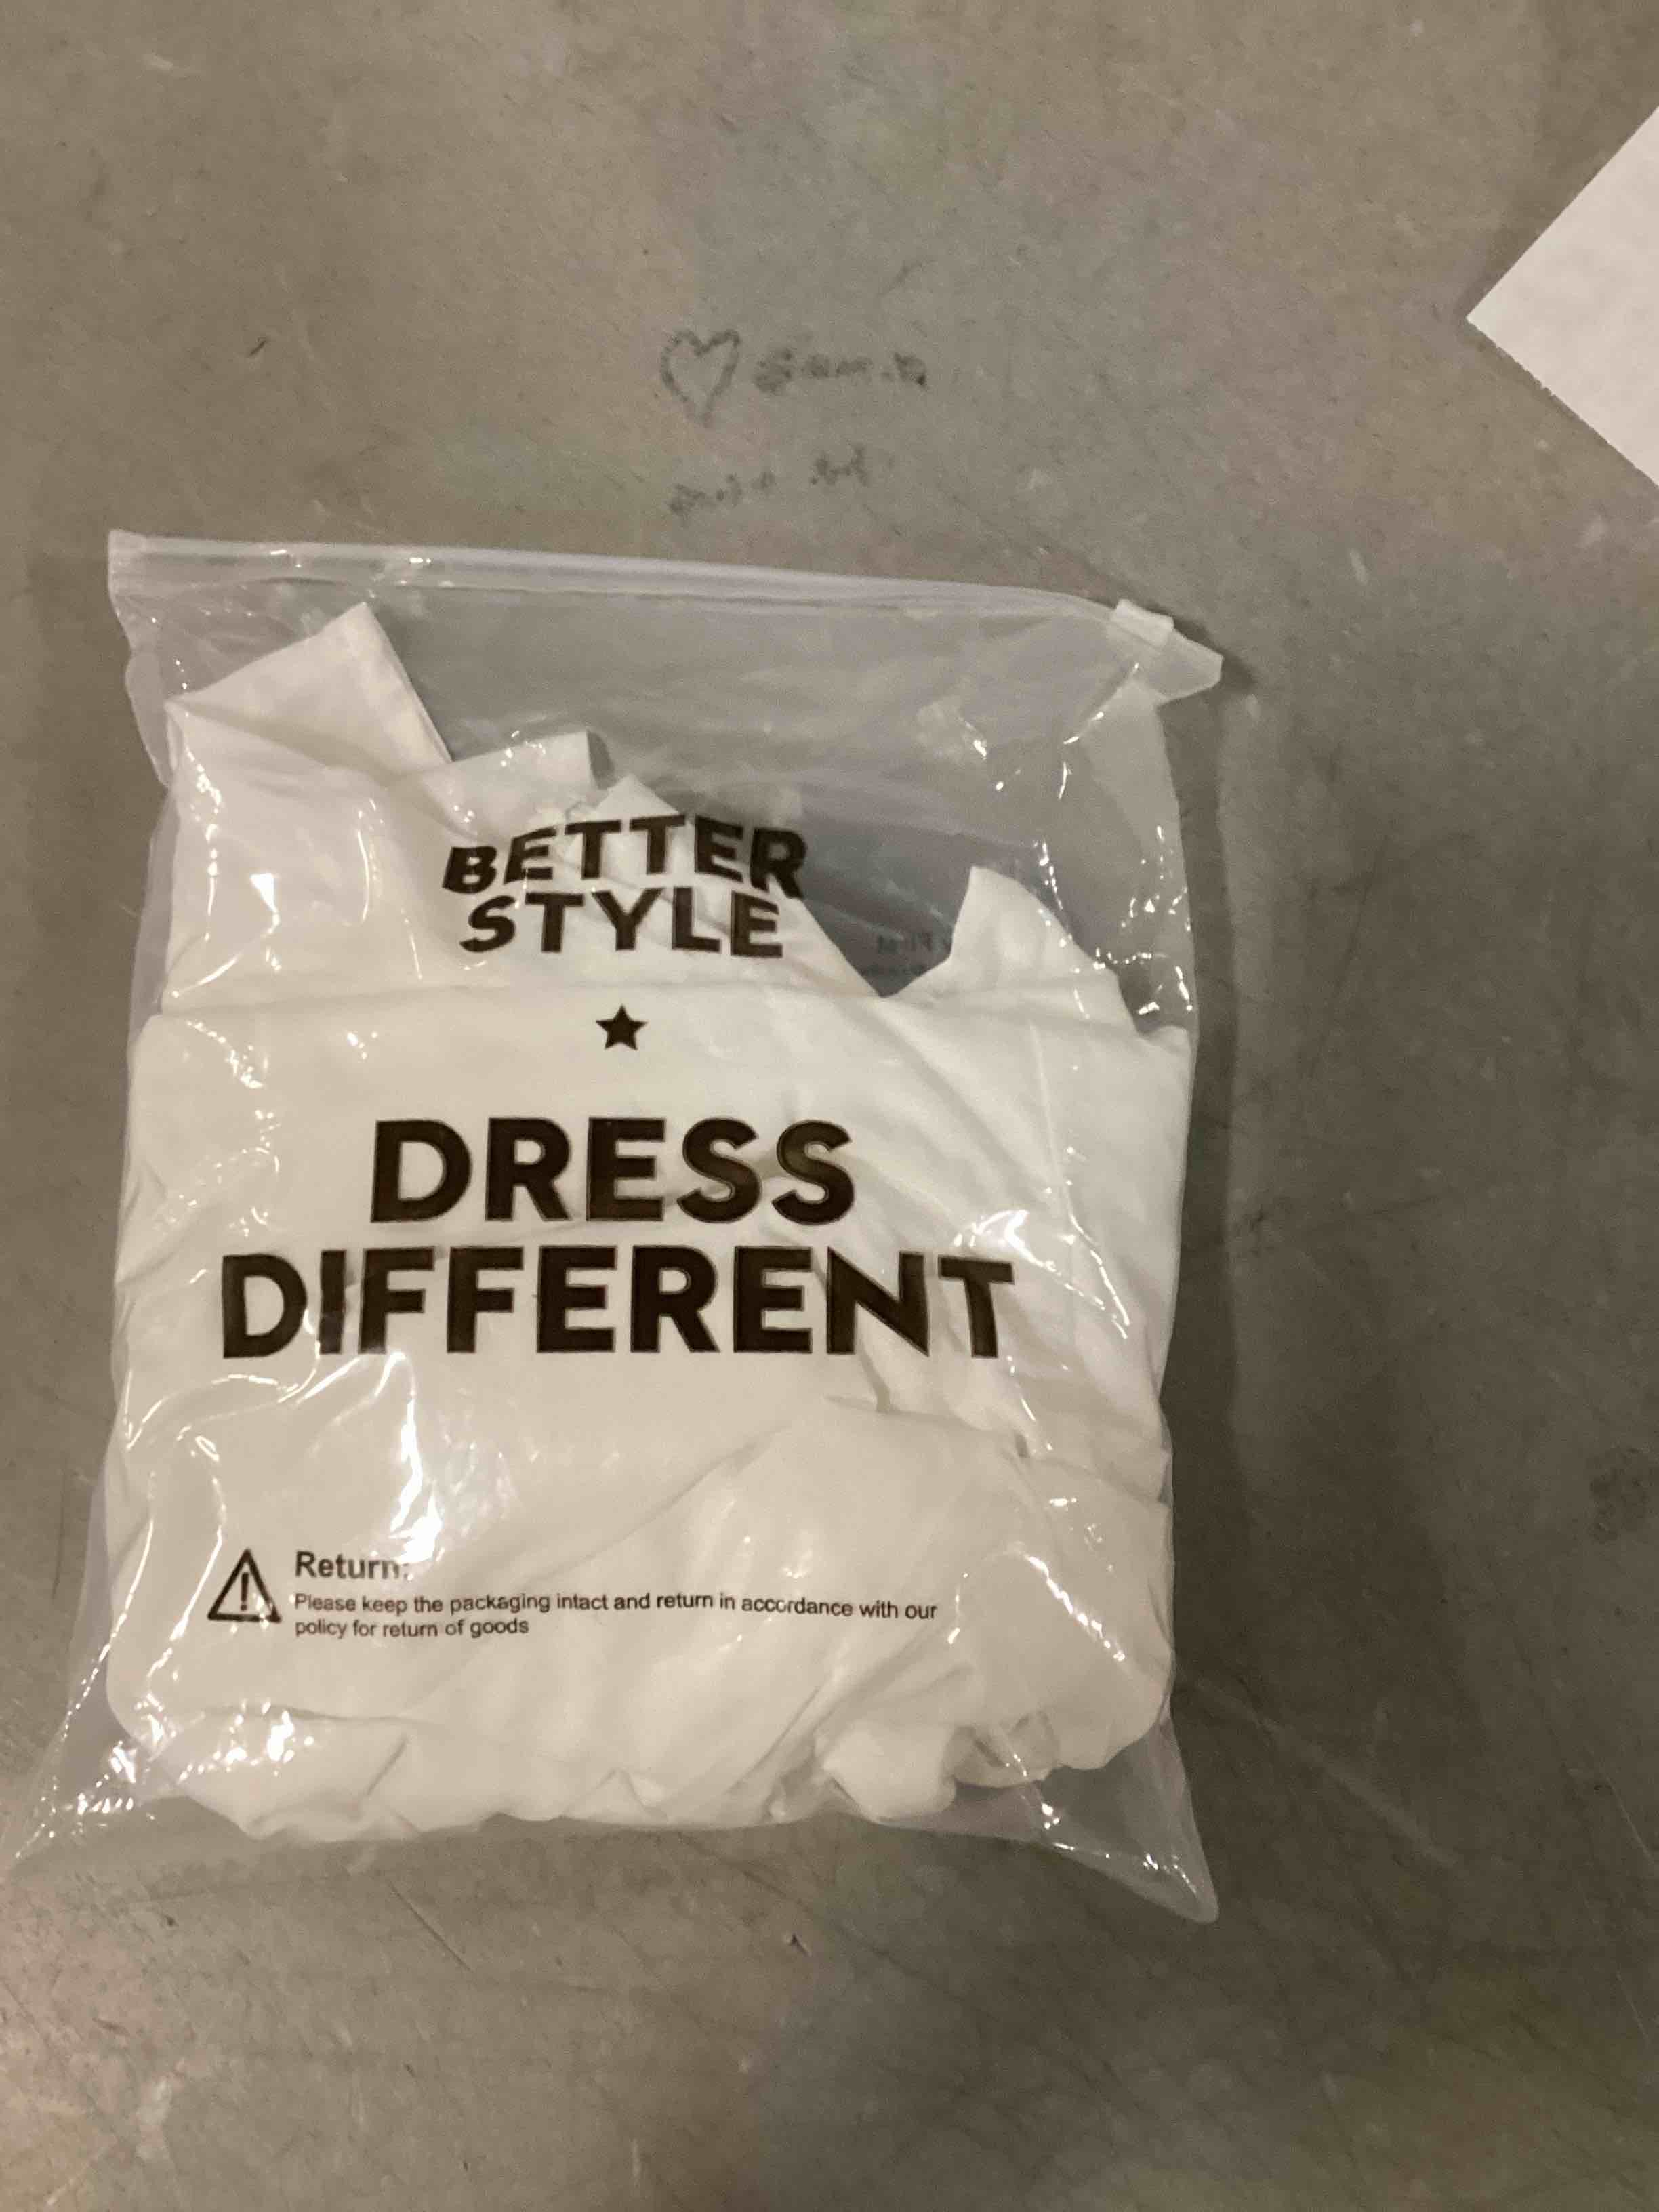 BETTER
STYLE
DRESS
DIFFERENT
Return:
Please keep the packaging intact and return in accordance with our
policy for return of goods